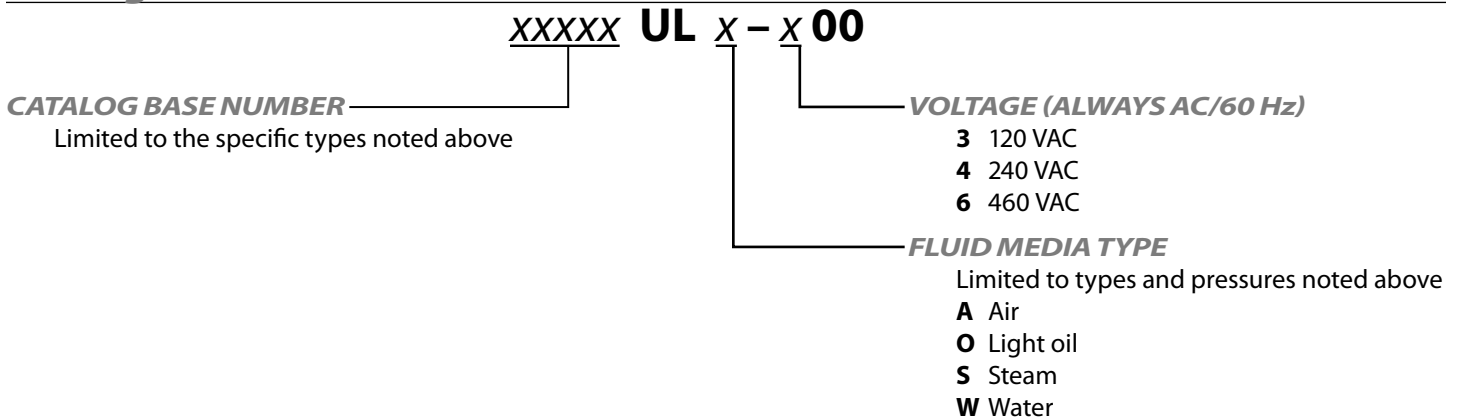 xxxxx UL x – x 00
CATALOG BASE NUMBER
Limited to the specific types noted above
VOLTAGE (ALWAYS AC/60 Hz)
3 120 VAC
4 240 VAC
6 460 VAC
FLUID MEDIA TYPE
Limited to types and pressures noted above
A Air
O Light oil
S Steam
W Water